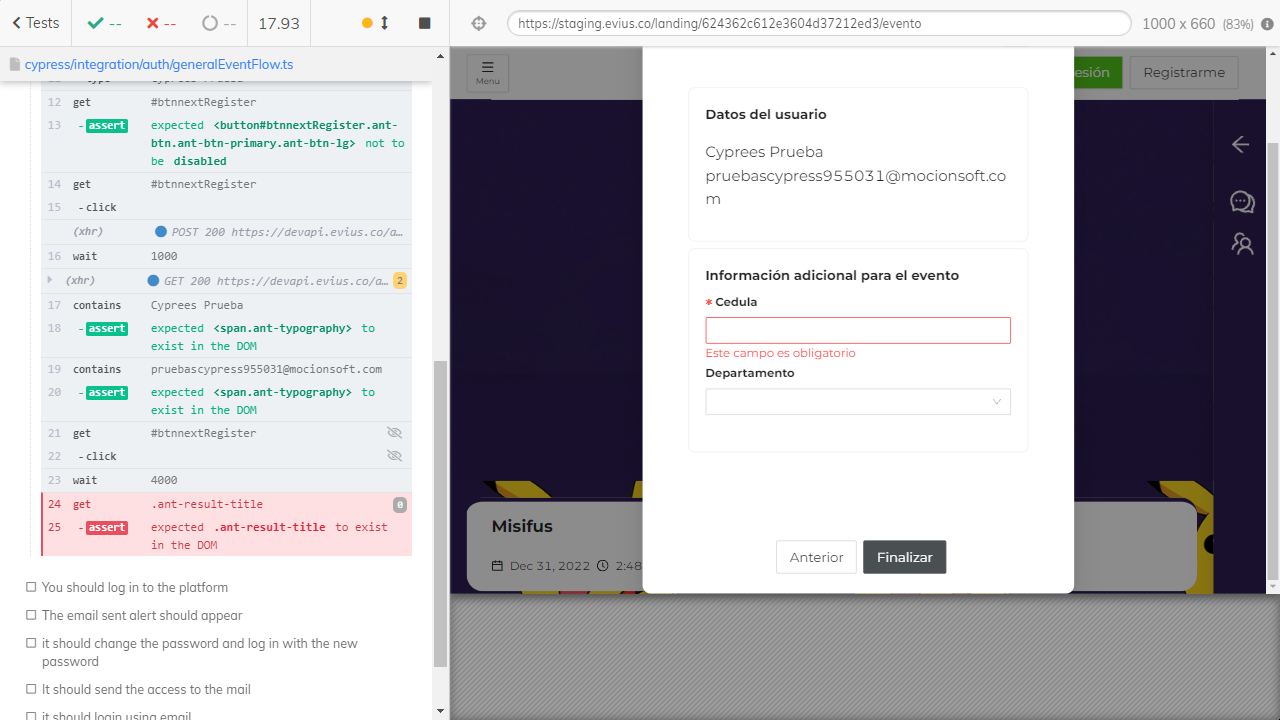 Tests
--
--
--
17.93
https://staging.evius.co/landing/624362c612e3604d37212ed3/evento
1000 x 660 (83%)
cypress/integration/auth/generalEventFlow.ts
12 get #btnnextRegister
13 -assert expected <button#btnnextRegister.ant-
btn.ant-btn-primary.ant-btn-lg> not to
be disabled
14 get #btnnextRegister
15 -click
(xhr) POST 200 https://devapi.evius.co/a…
16 wait 1000
(xhr) GET 200 https://devapi.evius.co/a… 2
17 contains Cyprees Prueba
18 -assert expected <span.ant-typography> to
exist in the DOM
19 contains pruebascypress955031@mocionsoft.com
20 -assert expected <span.ant-typography> to
exist in the DOM
21 get #btnnextRegister
22 -click
23 wait 4000
24 get .ant-result-title 0
25 -assert expected .ant-result-title to exist
in the DOM
You should log in to the platform
The email sent alert should appear
it should change the password and log in with the new
password
It should send the access to the mail
it should login using email
Menu
esión
Registrarme
Datos del usuario
Cyprees Prueba
pruebascypress955031@mocionsoft.co
m
Información adicional para el evento
* Cedula
Este campo es obligatorio
Departamento
Anterior
Finalizar
Misifus
Dec 31, 2022 2:48